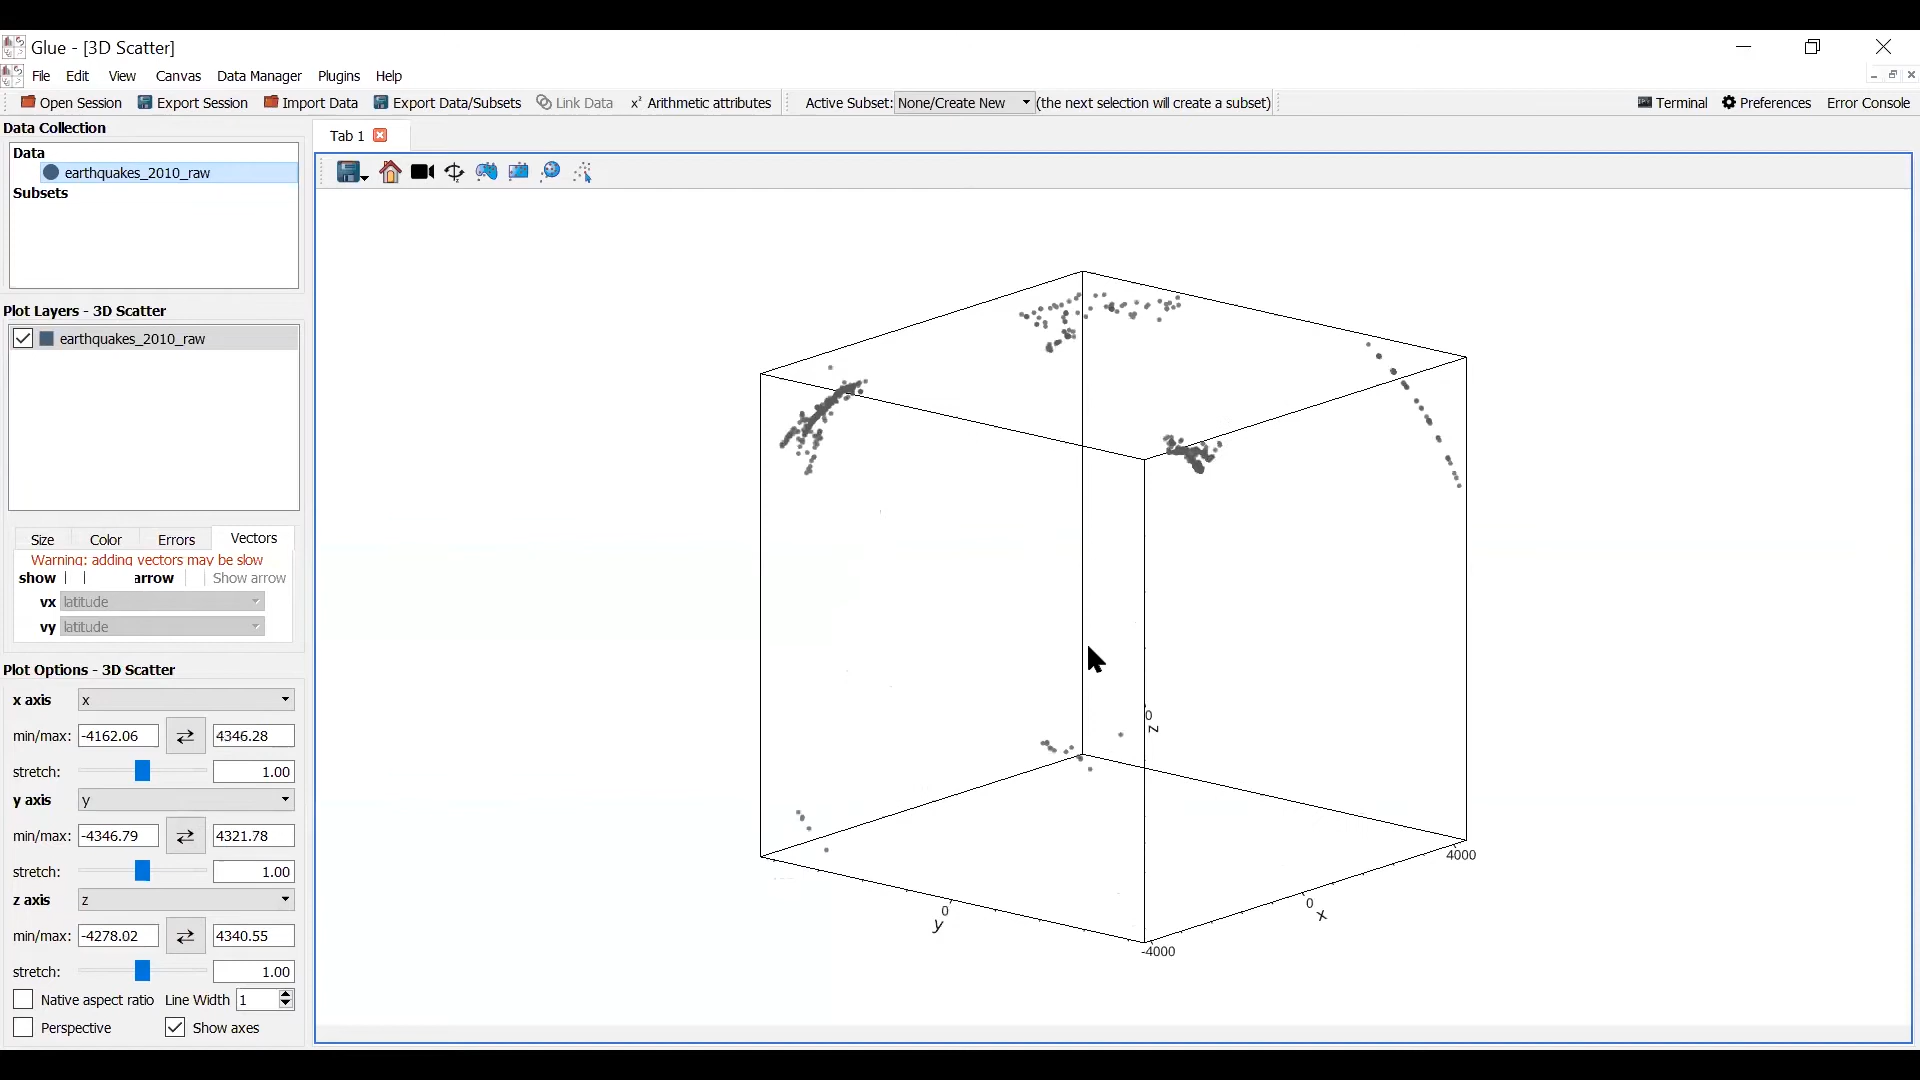 Glue - [3D Scatter]
File Edit View Canvas Data Manager Plugins Help
Open Session Export Session Import Data Export Data/Subsets Link Data x² Arithmetic attributes Active Subset: None/Create New (the next selection will create a subset) Terminal Preferences Error Console
Data Collection
Data
earthquakes_2010_raw
Subsets
Plot Layers - 3D Scatter
earthquakes_2010_raw
Size Color Errors Vectors
Warning: adding vectors may be slow
show arrow Show arrow
vx latitude
vy latitude
Plot Options - 3D Scatter
x axis x
min/max: -4162.06 4346.28
stretch: 1.00
y axis y
min/max: -4346.79 4321.78
stretch: 1.00
z axis z
min/max: -4278.02 4340.55
stretch: 1.00
Native aspect ratio Line Width 1
Perspective Show axes
Tab 1
0
z
4000
0
x
0
y
-4000